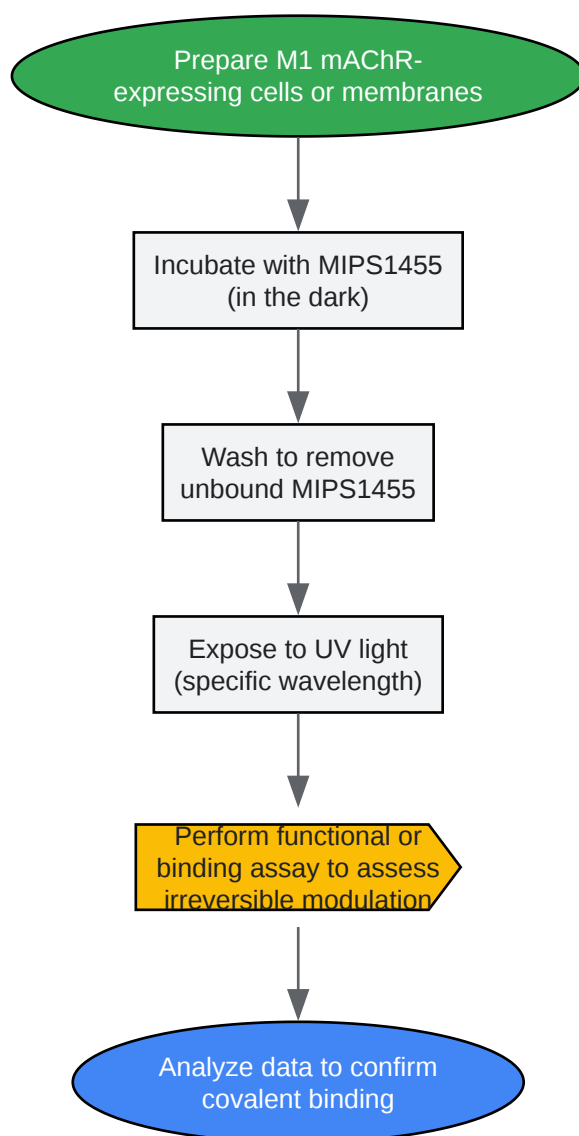 Prepare M1 mAChR-
expressing cells or membranes
Incubate with MIPS1455
(in the dark)
Wash to remove
unbound MIPS1455
Expose to UV light
(specific wavelength)
Perform functional or
binding assay to assess
irreversible modulation
Analyze data to confirm
covalent binding